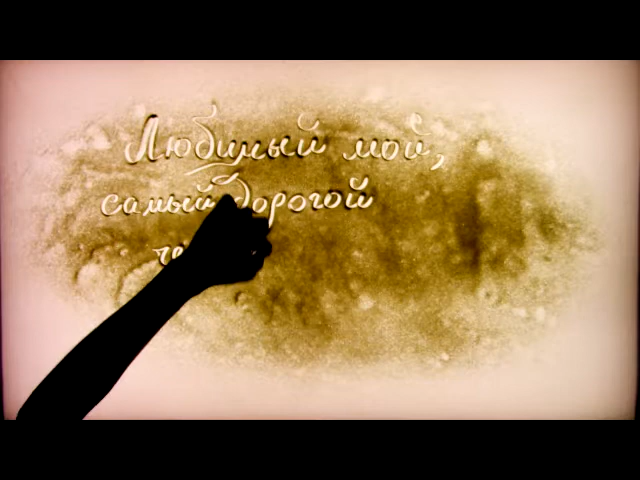 Любимый мой,
самый дорогой